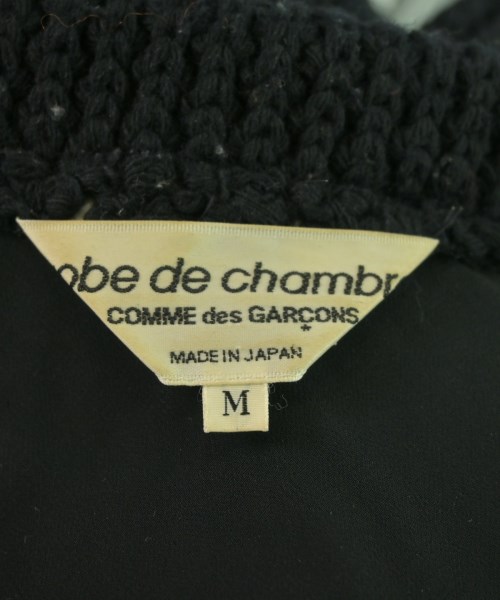 obe de chambr
COMME des GARÇONS
*
MADE IN JAPAN
M